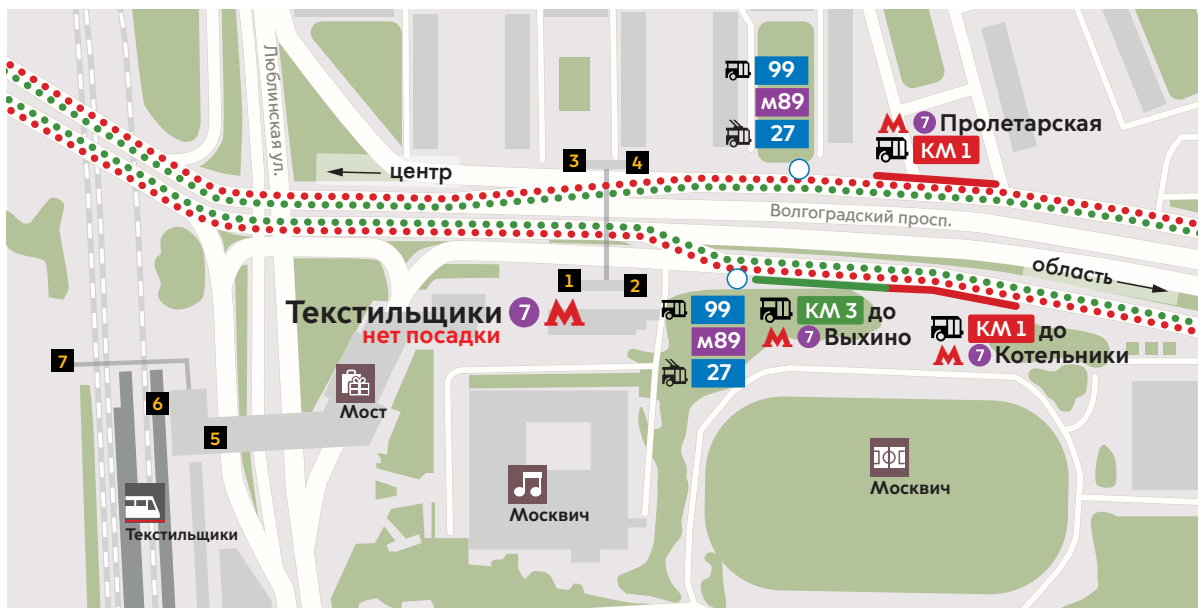 Люблинская ул.
99
м89
27
М 7 Пролетарская
КМ 1
3
4
← центр
Волгоградский просп.
область →
1
2
Текстильщики 7 М
нет посадки
99
м89
27
КМ 3 до
М 7 Выхино
КМ 1 до
М 7 Котельники
7
6
5
Мост
Москвич
Москвич
Текстильщики